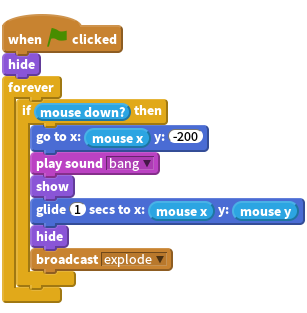 when clicked
hide
forever
if mouse down? then
go to x: mouse x y: -200
play sound bang
show
glide 1 secs to x: mouse x y: mouse y
hide
broadcast explode